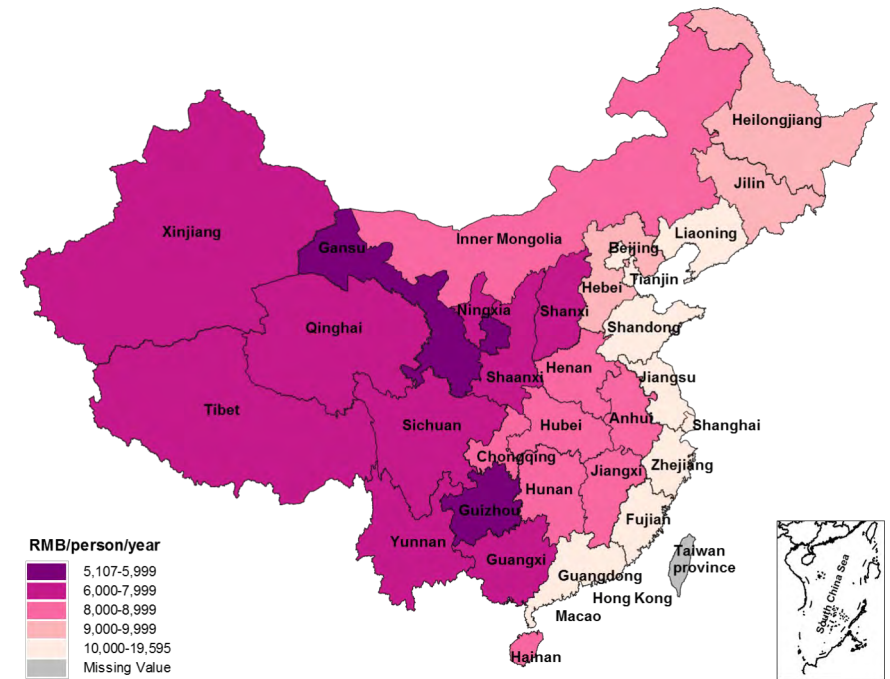 Heilongjiang
Jilin
Xinjiang
Liaoning
Inner Mongolia
Gansu
Beijing
Tianjin
Hebei
Ningxia
Shanxi
Qinghai
Shandong
Henan
Shaanxi
Jiangsu
Tibet
Sichuan
Hubei
Anhui
Shanghai
Chongqing
Zhejiang
Jiangxi
Hunan
Guizhou
Fujian
Yunnan
Guangxi
Taiwan
province
Guangdong
Hong Kong
Macao
Hainan
South China Sea
RMB/person/year
5,107-5,999
6,000-7,999
8,000-8,999
9,000-9,999
10,000-19,595
Missing Value